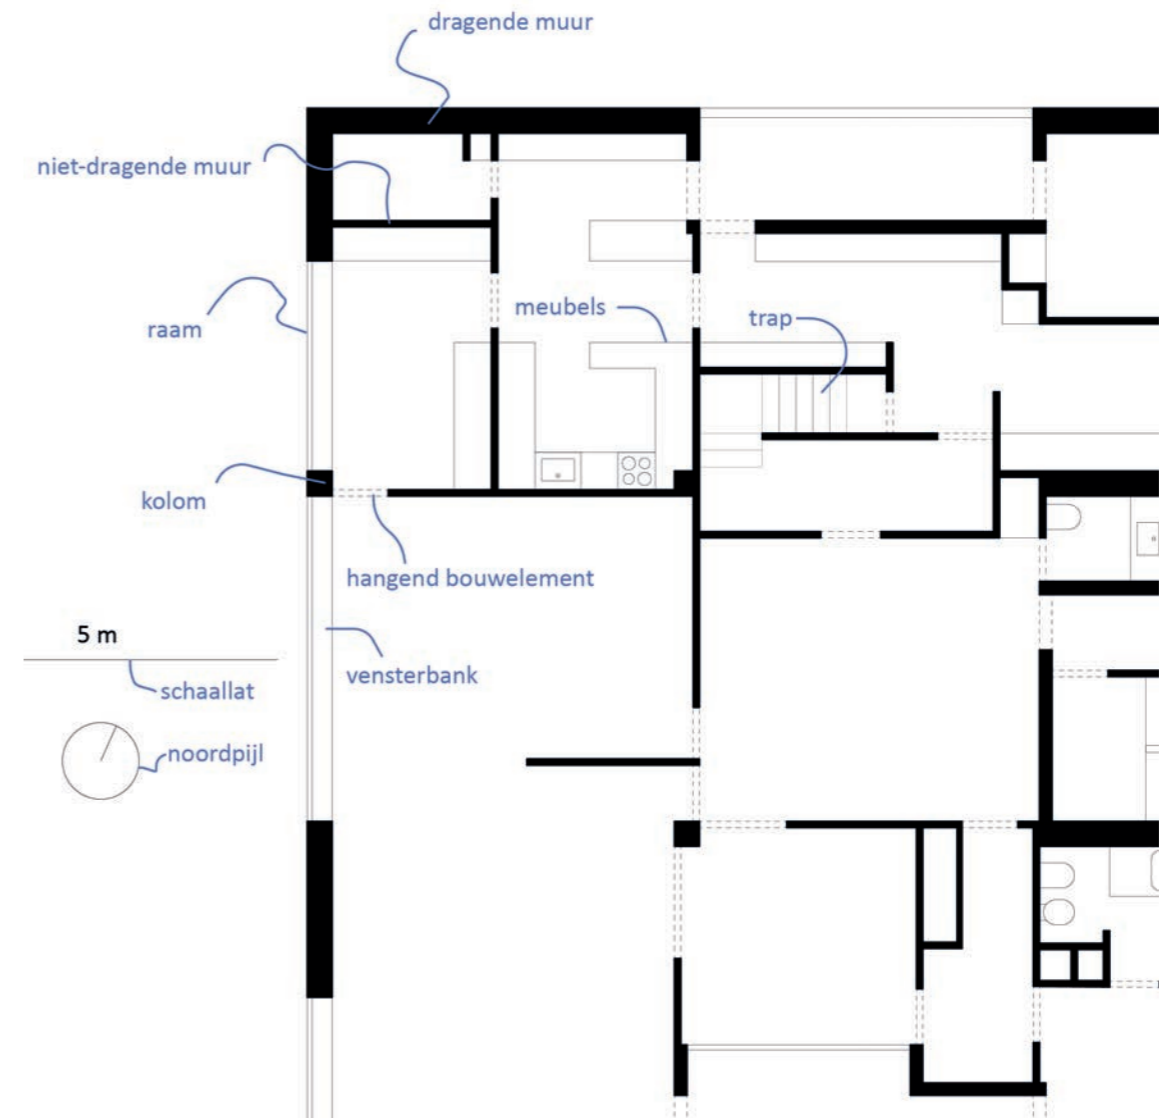 dragende muur
niet-dragende muur
raam
meubels
trap
kolom
hangend bouwelement
5 m
vensterbank
schaallat
noordpijl